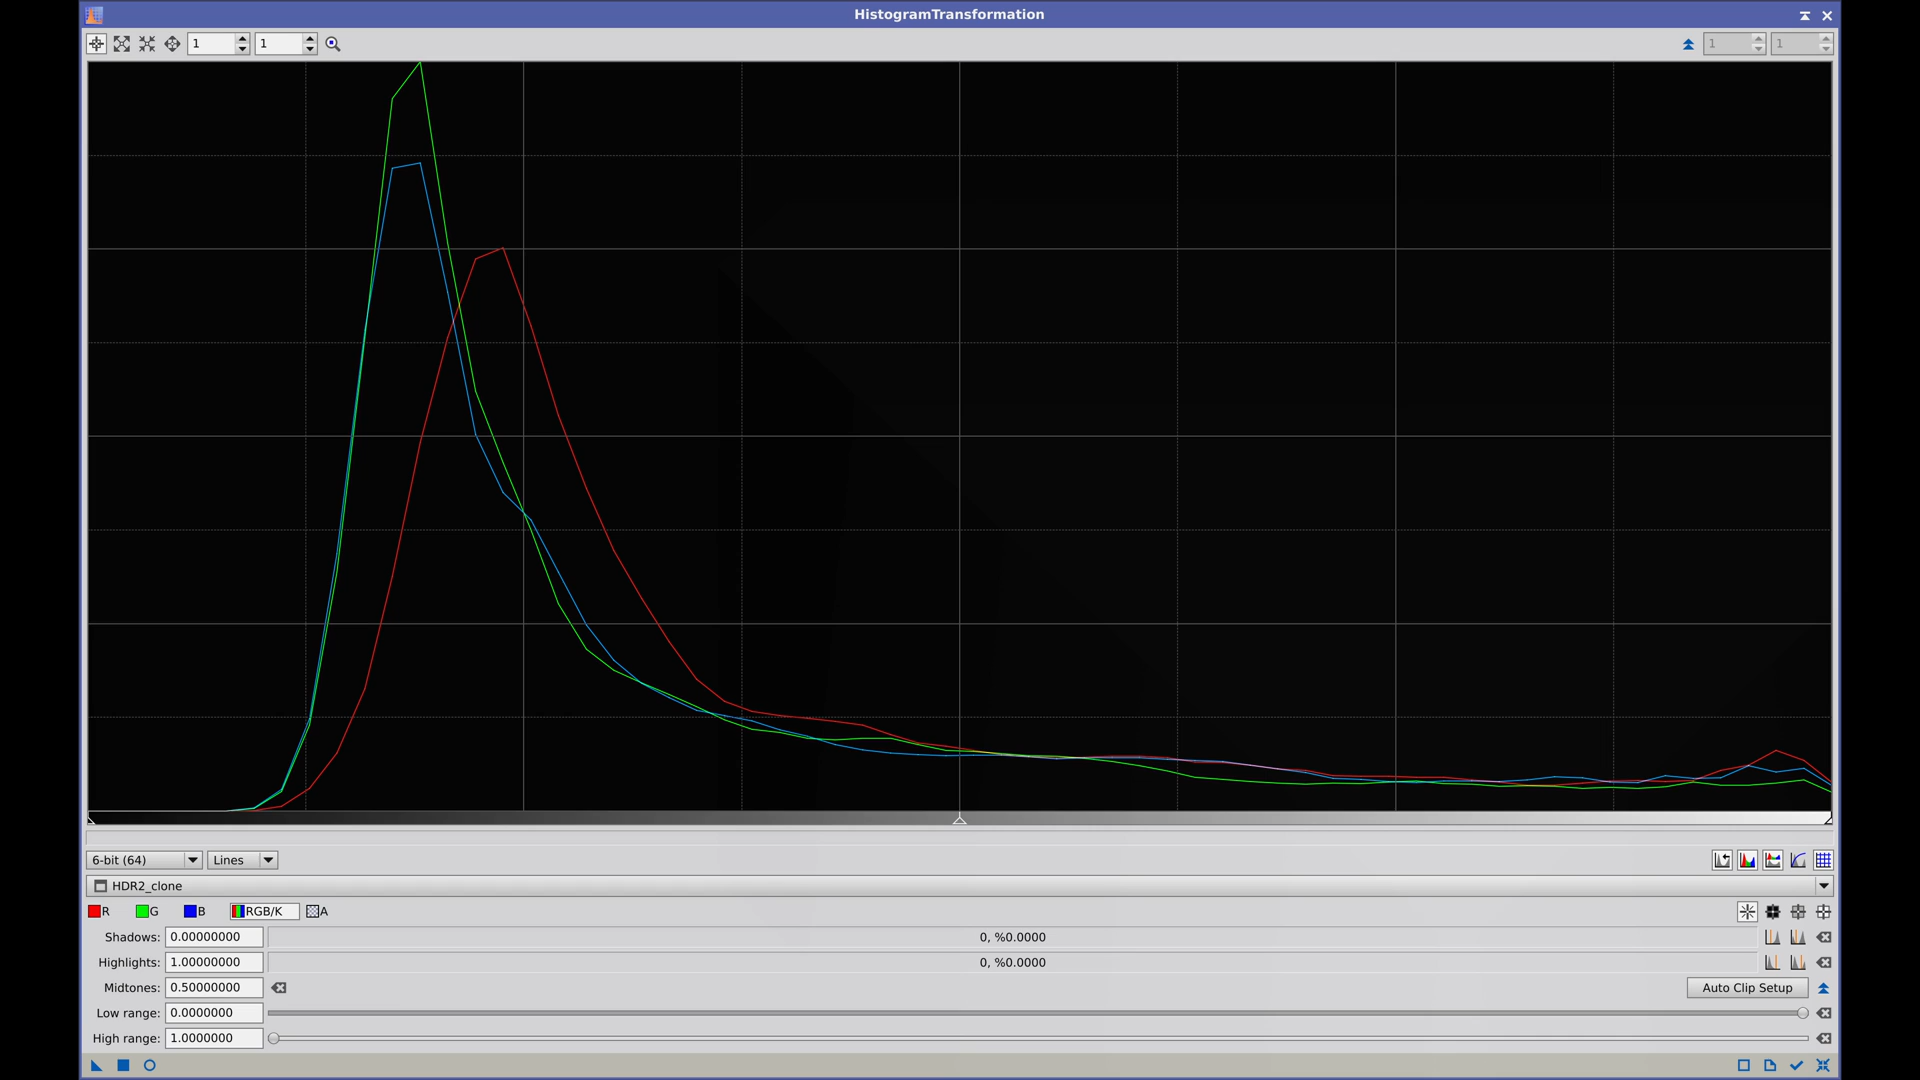 HistogramTransformation
1 1 1 1
6-bit (64) Lines
HDR2_clone
R G B RGB/K A
Shadows: 0.00000000 0, %0.0000
Highlights: 1.00000000 0, %0.0000
Midtones: 0.50000000 Auto Clip Setup
Low range: 0.0000000
High range: 1.0000000